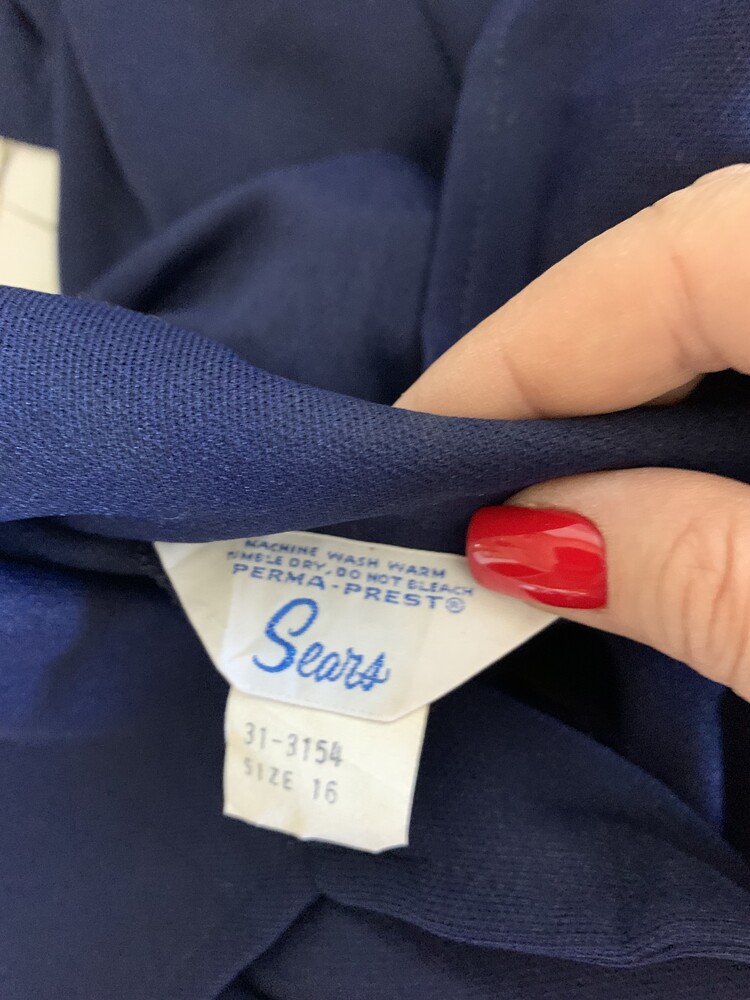 MACHINE WASH WARM
TUMBLE DRY, DO NOT BLEACH
PERMA-PREST®
Sears
31-3154
SIZE 16